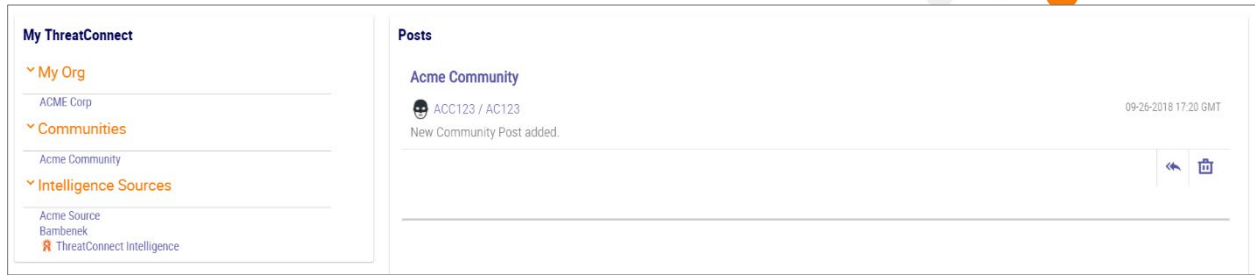 My ThreatConnect
My Org
ACME Corp
Communities
Acme Community
Intelligence Sources
Acme Source
Bambenek
ThreatConnect Intelligence
Posts
Acme Community
ACC123 / AC123
09-26-2018 17:20 GMT
New Community Post added.